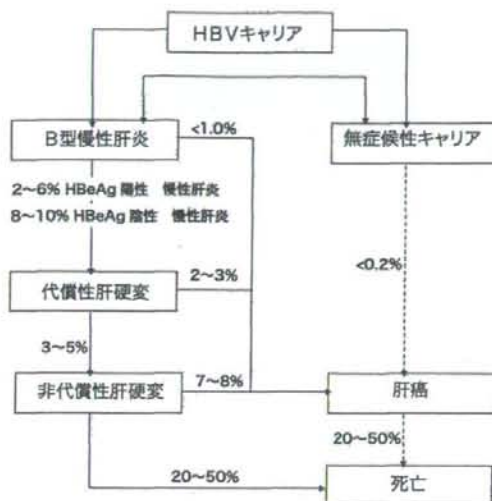 HBVキャリア
B型慢性肝炎
<1.0%
無症候性キャリア
2〜6% HBeAg 陽性 慢性肝炎
8〜10% HBeAg 陰性 慢性肝炎
<0.2%
代償性肝硬変
2〜3%
3〜5%
非代償性肝硬変
7〜8%
肝癌
20〜50%
20〜50%
死亡